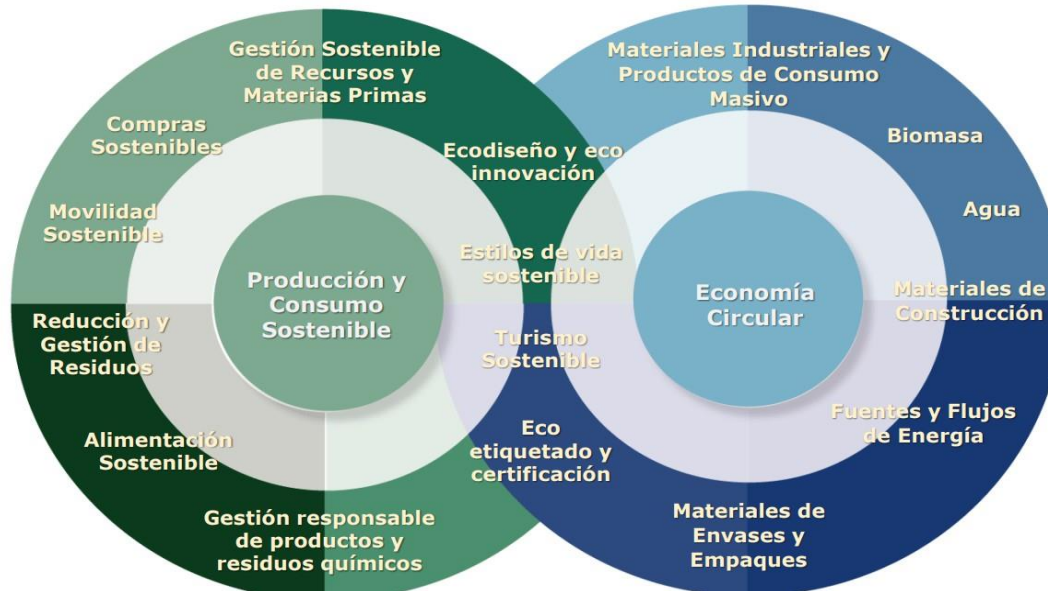 Gestión Sostenible
de Recursos y
Materias Primas
Compras
Sostenibles
Movilidad
Sostenible
Reducción y
Gestión de
Residuos
Alimentación
Sostenible
Gestión responsable
de productos y
residuos químicos
Producción y
Consumo
Sostenible
Ecodiseño y eco
innovación
Estilos de vida
sostenible
Turismo
Sostenible
Eco
etiquetado y
certificación
Materiales Industriales y
Productos de Consumo
Masivo
Biomasa
Agua
Materiales de
Construcción
Fuentes y Flujos
de Energía
Materiales de
Envases y
Empaques
Economía
Circular